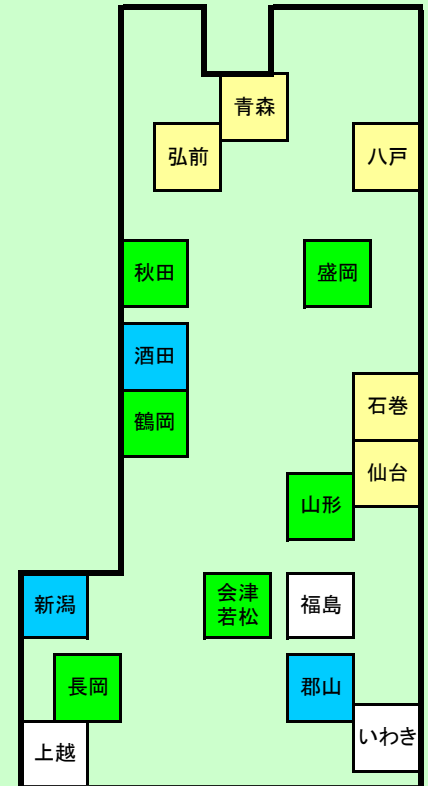 青森
弘前
八戸
秋田
盛岡
酒田
石巻
鶴岡
仙台
山形
新潟
会津
若松
福島
長岡
郡山
いわき
上越